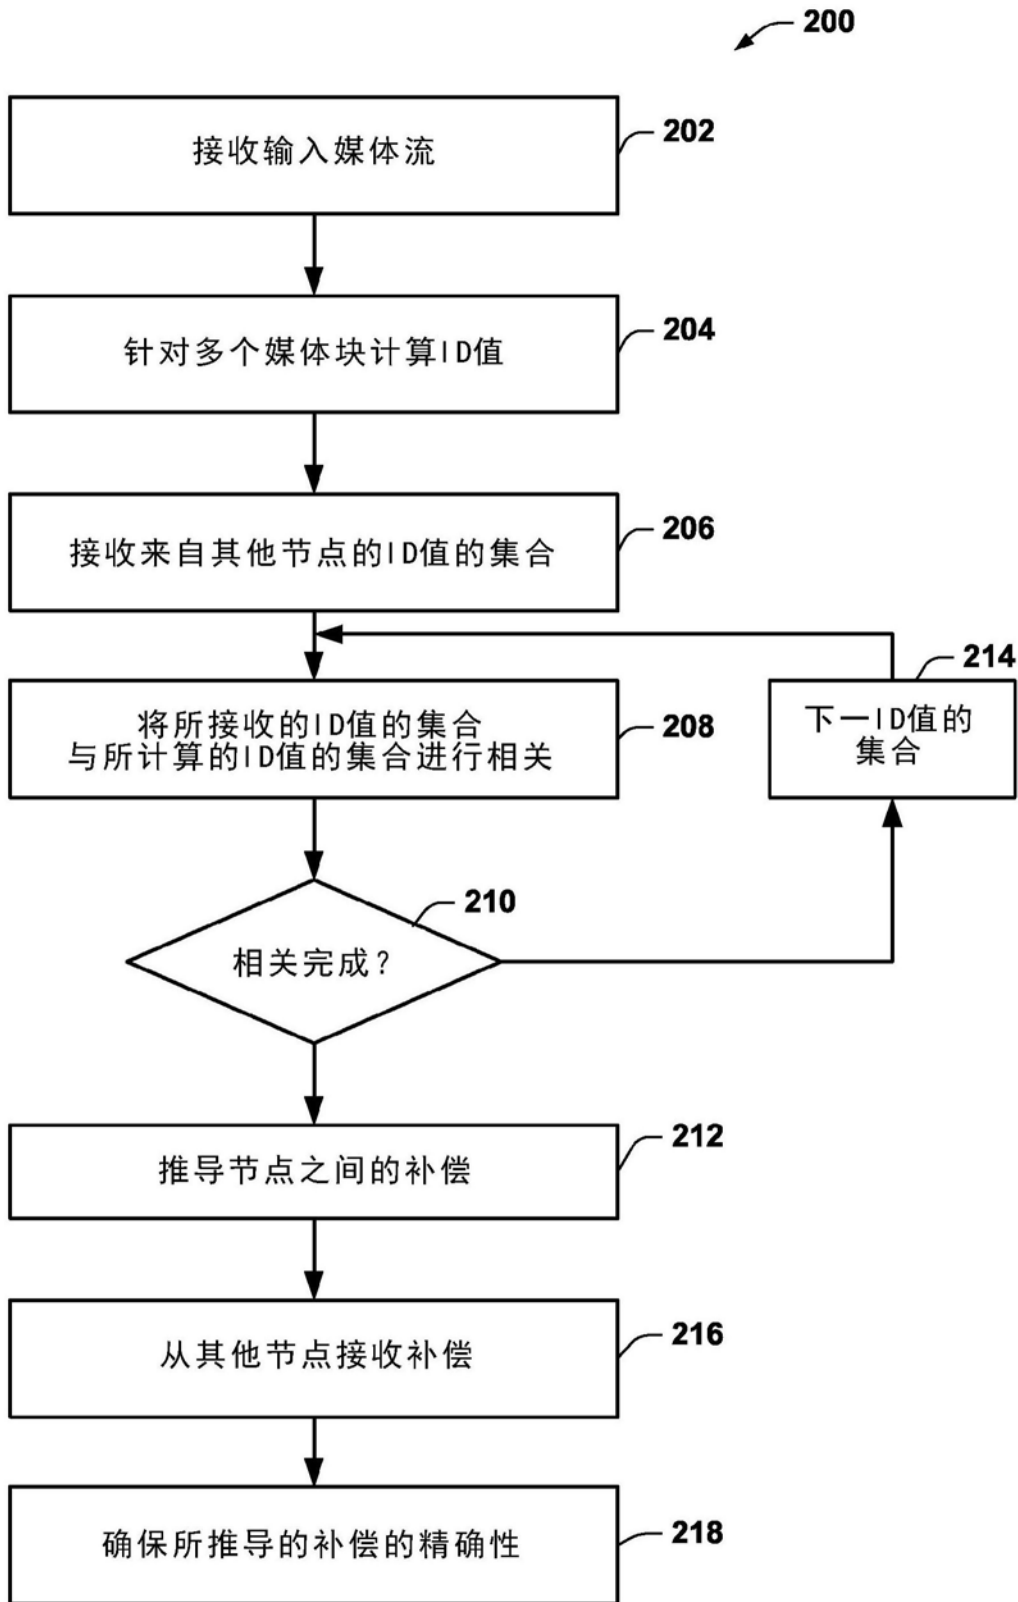 200
接收输入媒体流
202
针对多个媒体块计算ID值
204
接收来自其他节点的ID值的集合
206
将所接收的ID值的集合
与所计算的ID值的集合进行相关
208
下一ID值的
集合
214
相关完成?
210
推导节点之间的补偿
212
从其他节点接收补偿
216
确保所推导的补偿的精确性
218